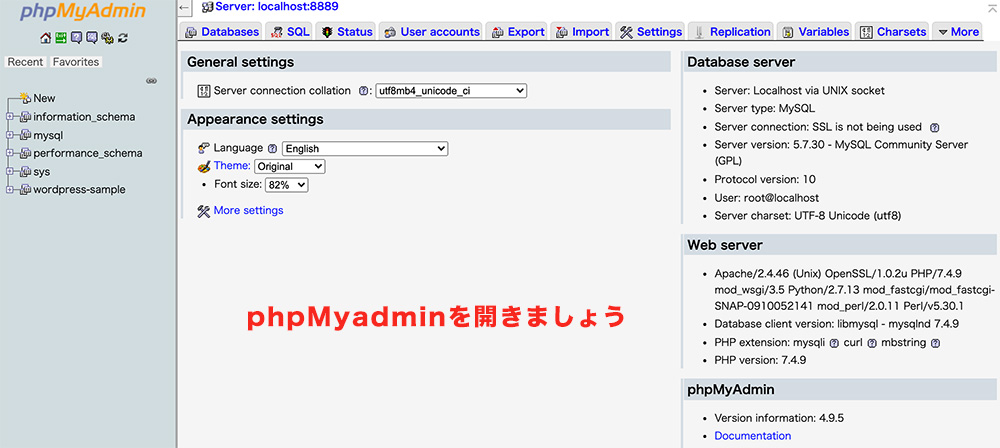 phpMyAdmin
Recent Favorites
New
information_schema
mysql
performance_schema
sys
wordpress-sample
Server: localhost:8889
Databases SQL Status User accounts Export Import Settings Replication Variables Charsets More
General settings
Server connection collation : utf8mb4_unicode_ci
Appearance settings
Language English
Theme: Original
Font size: 82%
More settings
phpMyadminを開きましょう
Database server
Server: Localhost via UNIX socket
Server type: MySQL
Server connection: SSL is not being used
Server version: 5.7.30 - MySQL Community Server
(GPL)
Protocol version: 10
User: root@localhost
Server charset: UTF-8 Unicode (utf8)
Web server
Apache/2.4.46 (Unix) OpenSSL/1.0.2u PHP/7.4.9
mod_wsgi/3.5 Python/2.7.13 mod_fastcgi/mod_fastcgi-
SNAP-0910052141 mod_perl/2.0.11 Perl/v5.30.1
Database client version: libmysql - mysqlnd 7.4.9
PHP extension: mysqli curl mbstring
PHP version: 7.4.9
phpMyAdmin
Version information: 4.9.5
Documentation